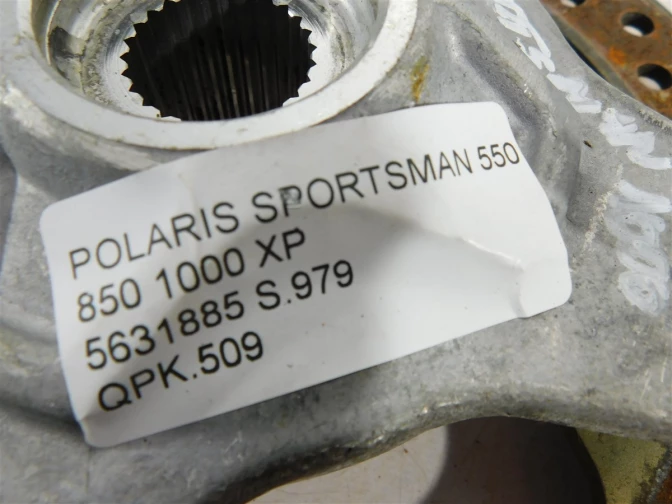 POLARIS SPORTSMAN 550
850 1000 XP
5631885 S.979
QPK.509